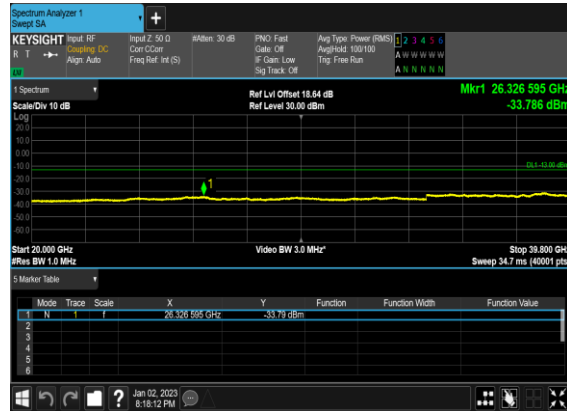 Spectrum Analyzer 1
Swept SA
+
KEYSIGHT Input: RF Input Z: 50 Ω #Atten: 30 dB PNO: Fast Avg Type: Power (RMS) 1 2 3 4 5 6
R T Coupling: DC Corr CCorr Gate: Off Avg|Hold: 100/100 A W W W W W
Align: Auto Freq Ref: Int (S) IF Gain: Low Trig: Free Run
Sig Track: Off A N N N N N
1 Spectrum Ref Lvl Offset 18.64 dB Mkr1 26.326 595 GHz
Scale/Div 10 dB Ref Level 30.00 dBm -33.786 dBm
Log
20.0
10.0
0.00
-10.0
DL1 -13.00 dBm
-20.0
1
-30.0
-40.0
-50.0
-60.0
Start 20.000 GHz Video BW 3.0 MHz* Stop 39.800 GHz
#Res BW 1.0 MHz Sweep 34.7 ms (40001 pts)
5 Marker Table
Mode Trace Scale X Y Function Function Width Function Value
1 N 1 f 26.326 595 GHz -33.79 dBm
2
3
4
5
6
? Jan 02, 2023
8:18:12 PM